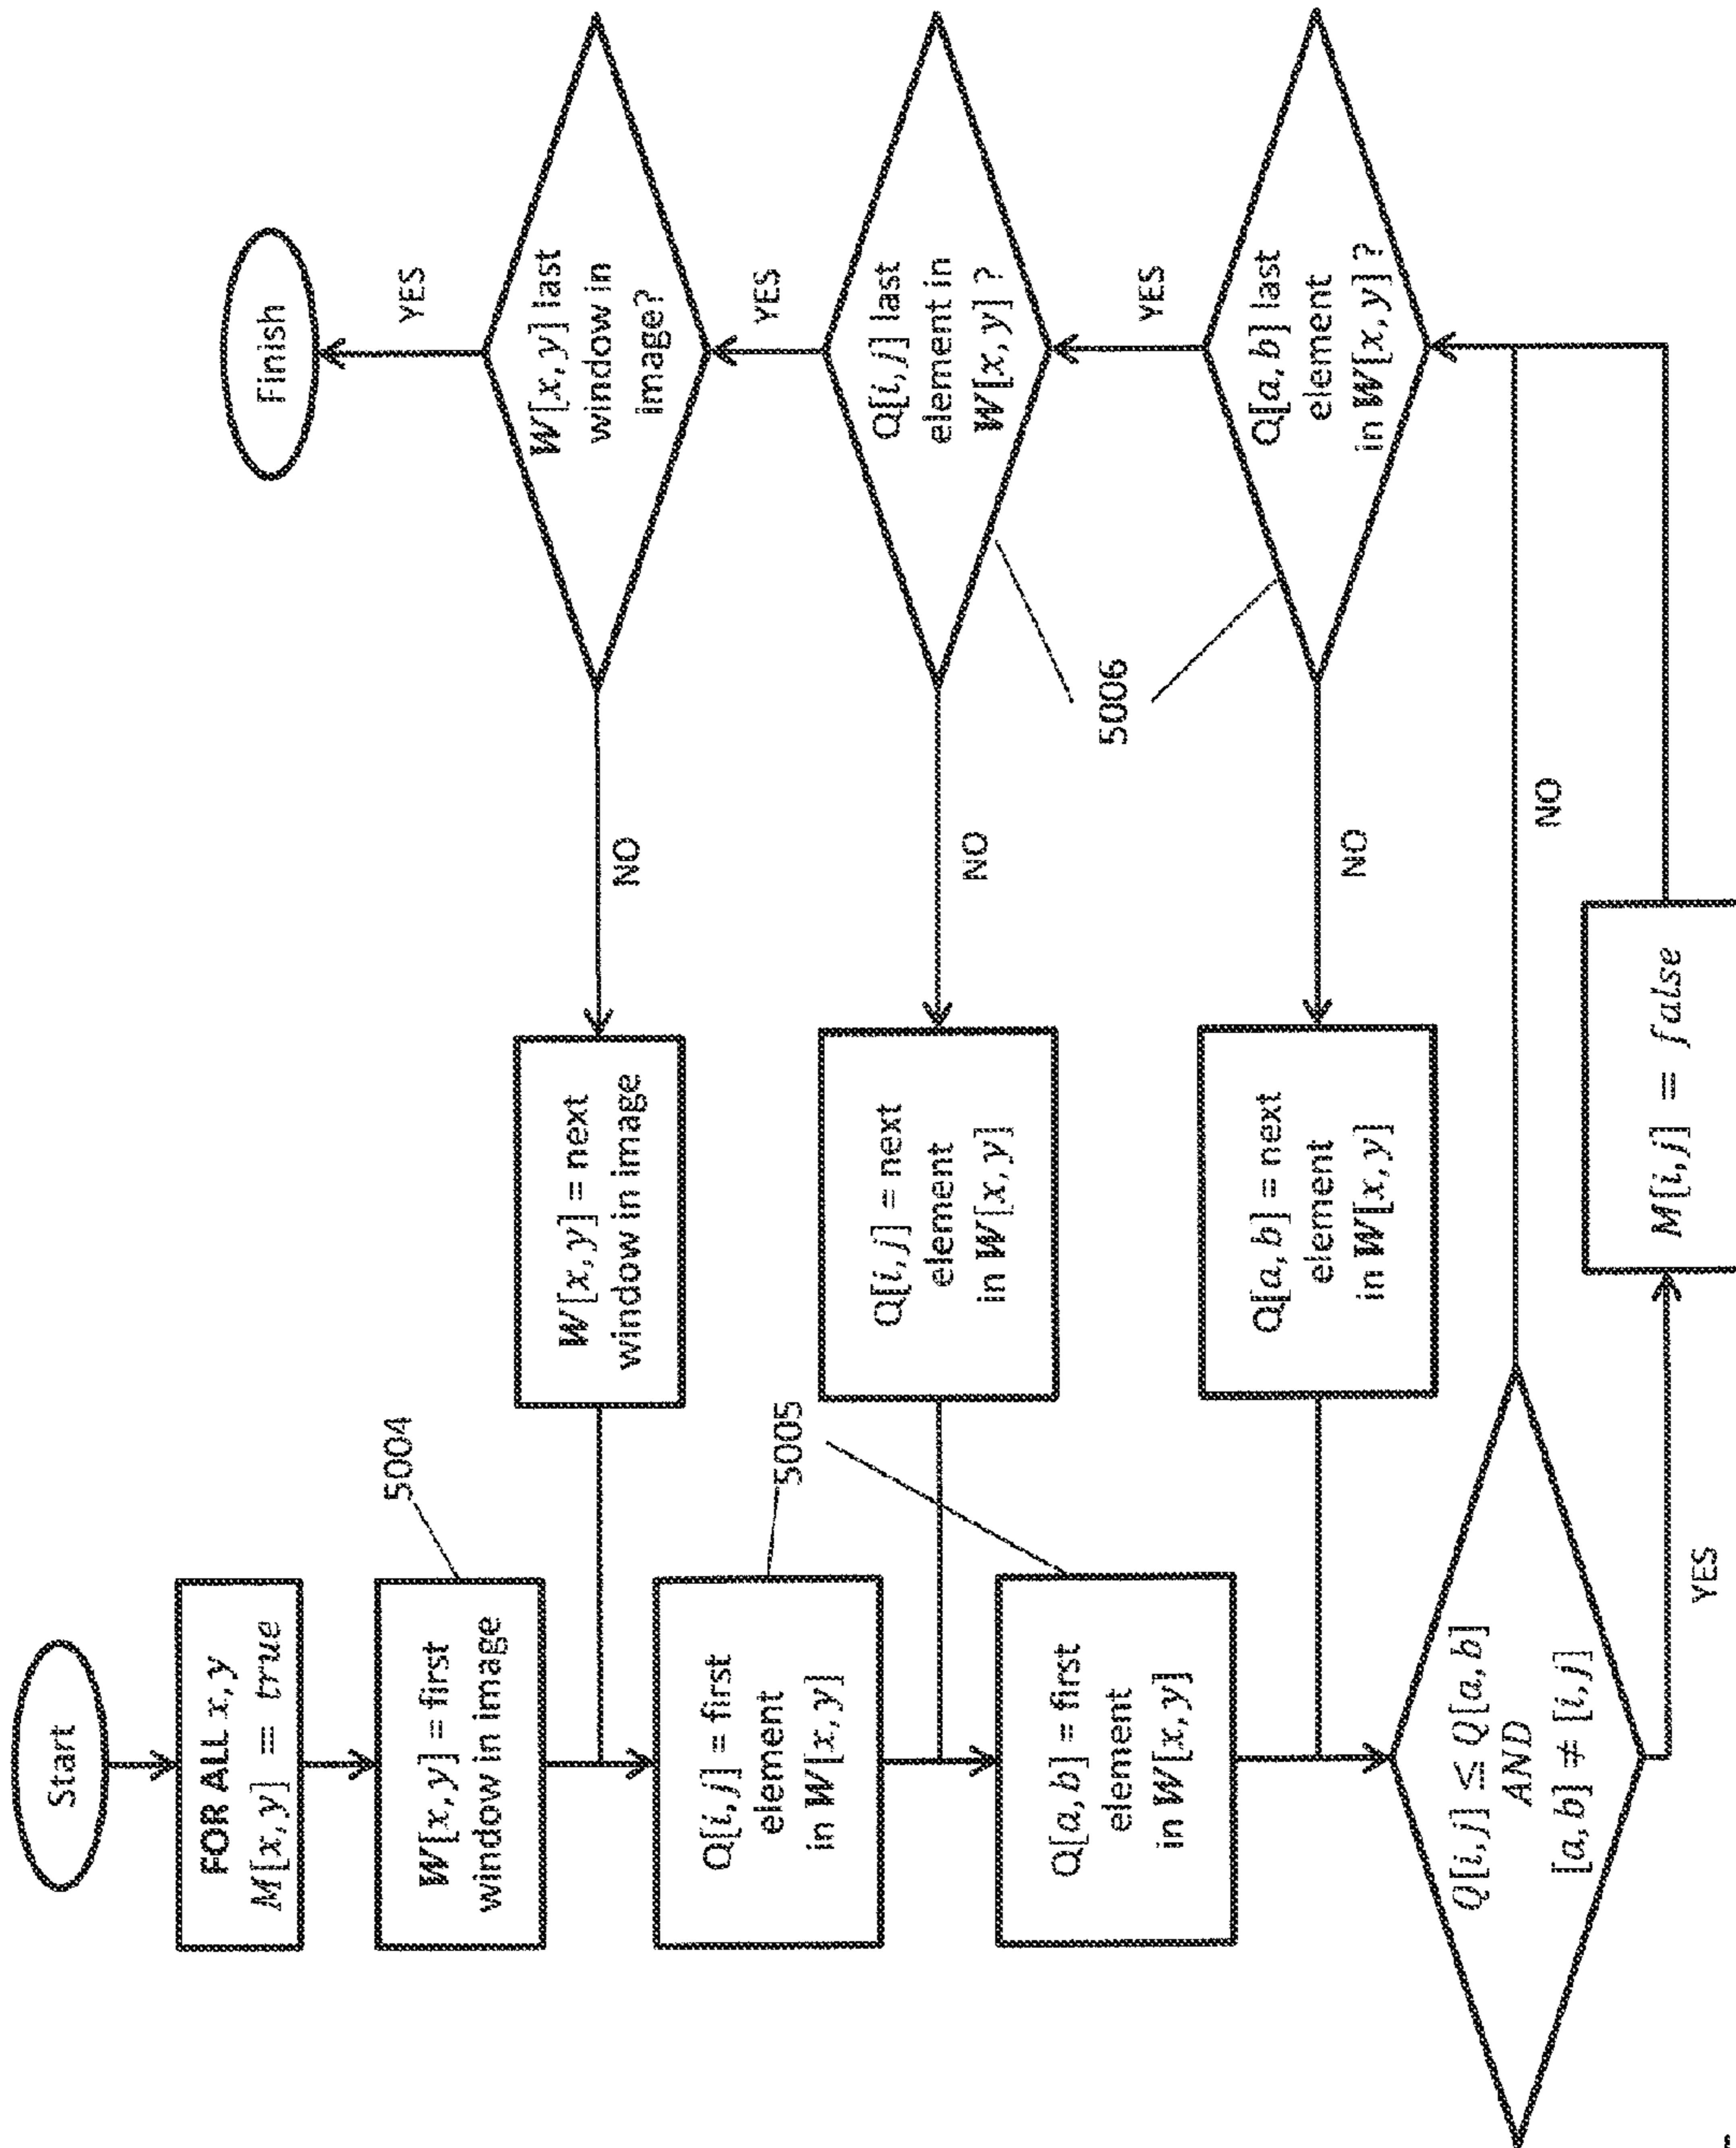 Start
FOR ALL x,y
M[x,y] = true
W[x,y] = first
window in image
5004
Q[i,j] = first
element
in W[x,y]
5005
Q[a,b] = first
element
in W[x,y]
Q[i,j] ≤ Q[a,b]
AND
[a,b] ≠ [i,j]
YES
M[i,j] = false
NO
W[x,y] = next
window in image
Q[i,j] = next
element
in W[x,y]
Q[a,b] = next
element
in W[x,y]
NO
NO
NO
5006
Finish
YES
W[x,y] last
window in
image?
YES
Q[i,j] last
element in
W[x,y] ?
YES
Q[a,b] last
element
in W[x,y] ?